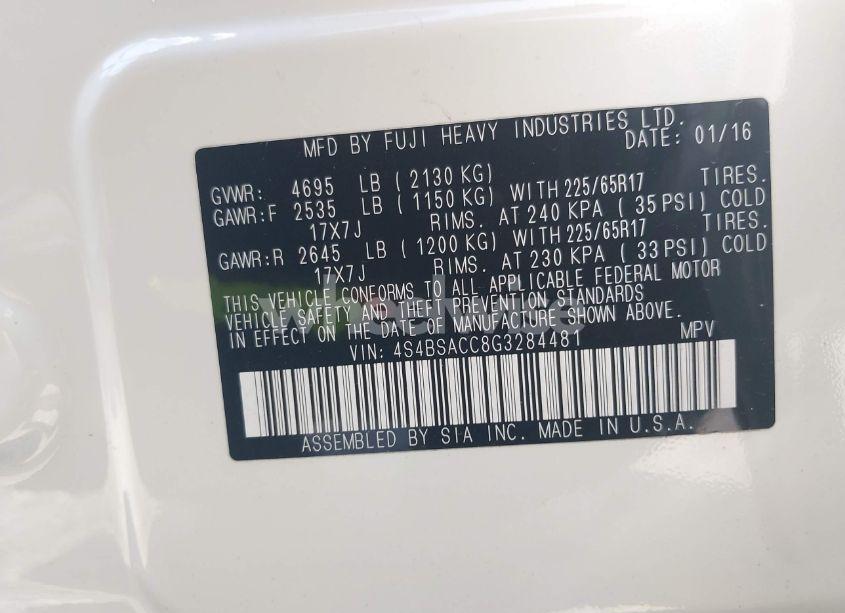 MFD BY FUJI HEAVY INDUSTRIES LTD.
DATE: 01/16
GVWR: 4695 LB ( 2130 KG)
GAWR:F 2535 LB ( 1150 KG) WITH 225/65R17 TIRES.
17X7J RIMS. AT 240 KPA ( 35 PSI) COLD
GAWR:R 2645 LB ( 1200 KG) WITH 225/65R17 TIRES.
17X7J RIMS. AT 230 KPA ( 33 PSI) COLD
THIS VEHICLE CONFORMS TO ALL APPLICABLE FEDERAL MOTOR
VEHICLE SAFETY AND THEFT PREVENTION STANDARDS
IN EFFECT ON THE DATE OF MANUFACTURE SHOWN ABOVE.
VIN: 4S4BSACC8G3284481 MPV
ASSEMBLED BY SIA INC. MADE IN U.S.A.